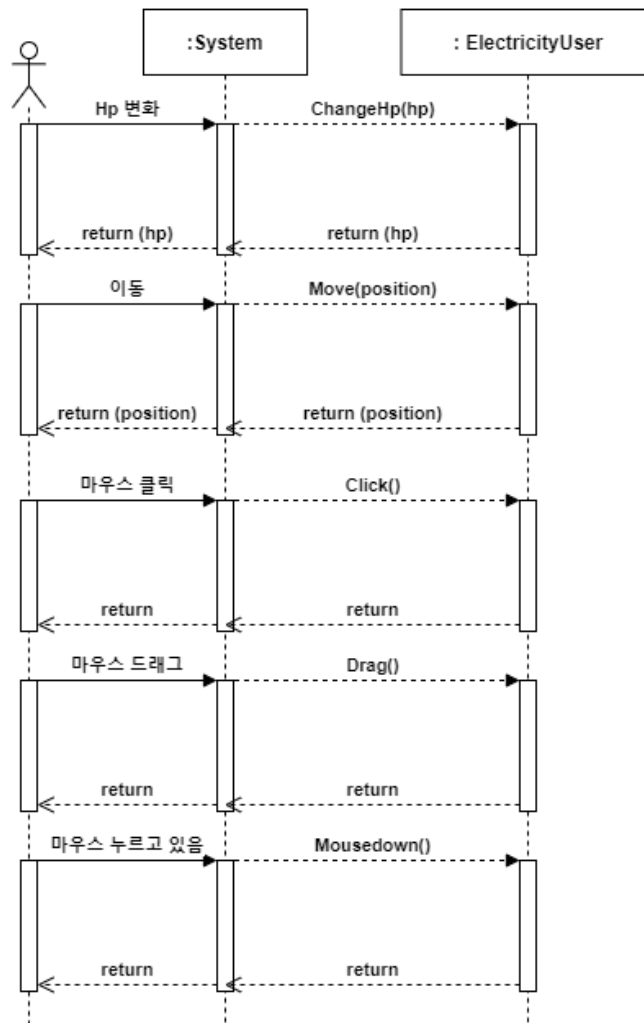 :System
: ElectricityUser
Hp 변화
ChangeHp(hp)
return (hp)
return (hp)
이동
Move(position)
return (position)
return (position)
마우스 클릭
Click()
return
return
마우스 드래그
Drag()
return
return
마우스 누르고 있음
Mousedown()
return
return